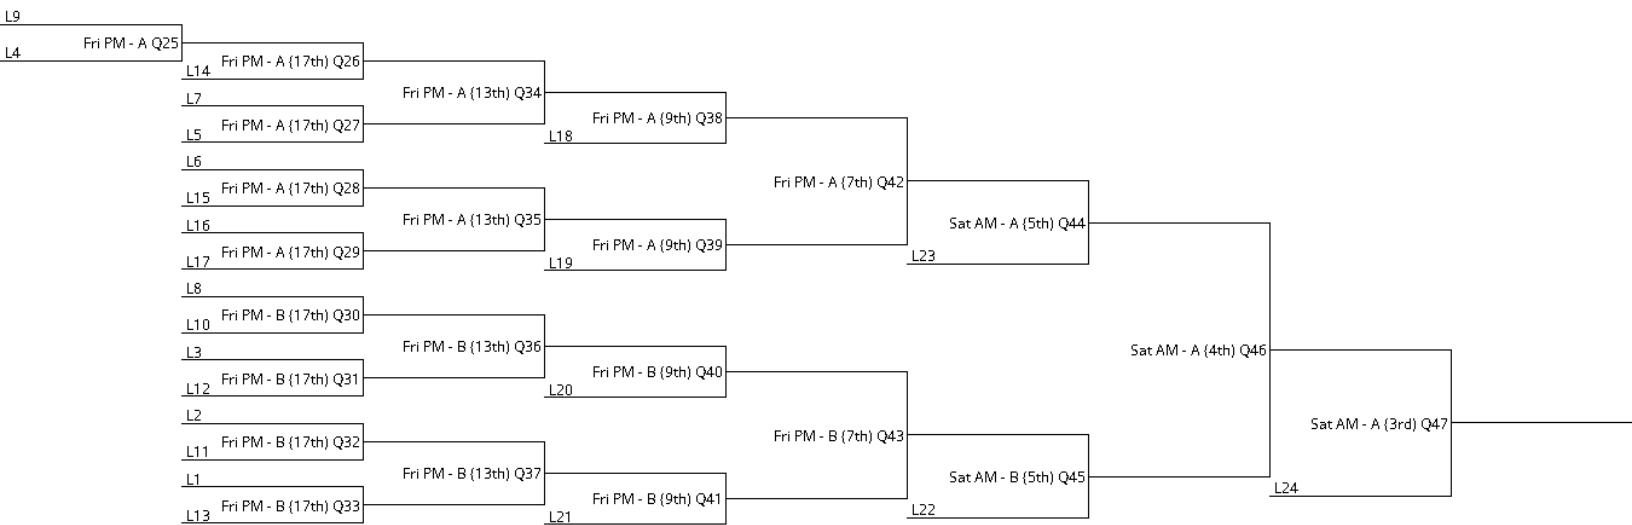 L9
Fri PM - A Q25
L4
L14
Fri PM - A (17th) Q26
L7
Fri PM - A (17th) Q27
L5
L6
Fri PM - A (17th) Q28
L15
L16
Fri PM - A (17th) Q29
L17
L8
Fri PM - B (17th) Q30
L10
L3
Fri PM - B (17th) Q31
L12
L2
Fri PM - B (17th) Q32
L11
L1
Fri PM - B (17th) Q33
L13
Fri PM - A (13th) Q34
Fri PM - A (13th) Q35
Fri PM - B (13th) Q36
Fri PM - B (13th) Q37
Fri PM - A (9th) Q38
L18
Fri PM - A (9th) Q39
L19
Fri PM - B (9th) Q40
L20
Fri PM - B (9th) Q41
L21
Fri PM - A (7th) Q42
Fri PM - B (7th) Q43
Sat AM - A (5th) Q44
L23
Sat AM - B (5th) Q45
L22
Sat AM - A (4th) Q46
Sat AM - A (3rd) Q47
L24